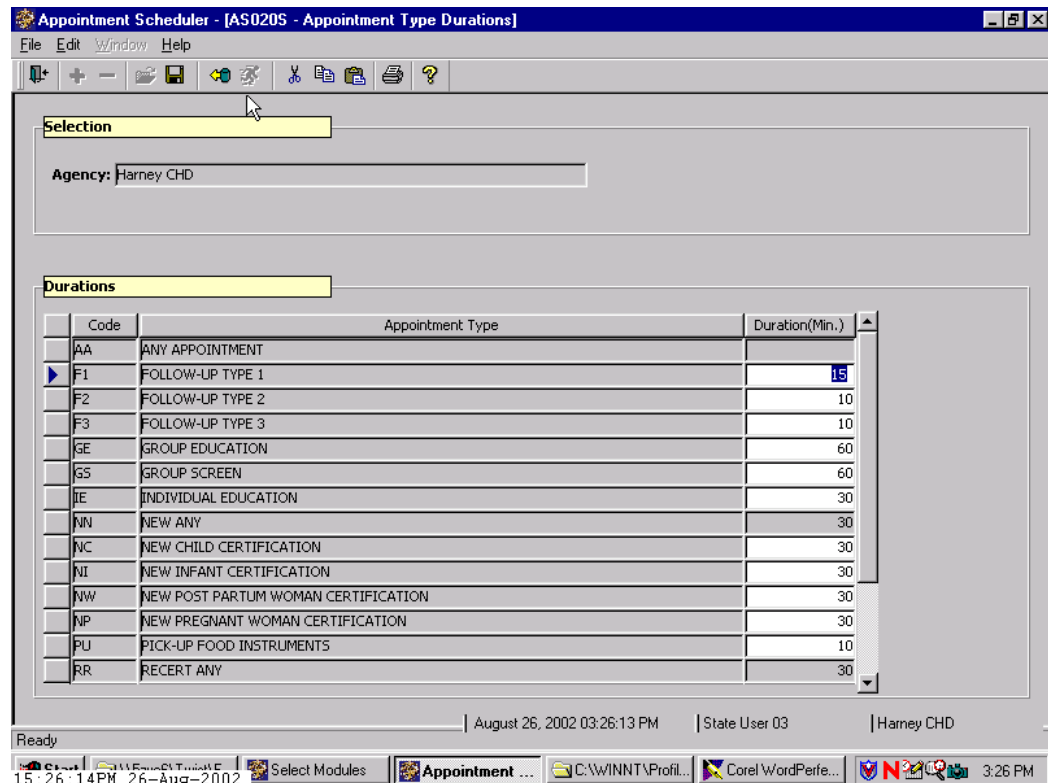 Appointment Scheduler - [AS020S - Appointment Type Durations]
File Edit Window Help
Selection
Agency: Harney CHD
Durations
Code Appointment Type Duration(Min.)
AA ANY APPOINTMENT
F1 FOLLOW-UP TYPE 1 15
F2 FOLLOW-UP TYPE 2 10
F3 FOLLOW-UP TYPE 3 10
GE GROUP EDUCATION 60
GS GROUP SCREEN 60
IE INDIVIDUAL EDUCATION 30
NN NEW ANY 30
NC NEW CHILD CERTIFICATION 30
NI NEW INFANT CERTIFICATION 30
NW NEW POST PARTUM WOMAN CERTIFICATION 30
NP NEW PREGNANT WOMAN CERTIFICATION 30
PU PICK-UP FOOD INSTRUMENTS 10
RR RECERT ANY 30
August 26, 2002 03:26:13 PM State User 03 Harney CHD
Ready
Select Modules Appointment ... C:\WINNT\Profil... Corel WordPerfe... 3:26 PM
15:26:14PM 26-Aug-2002